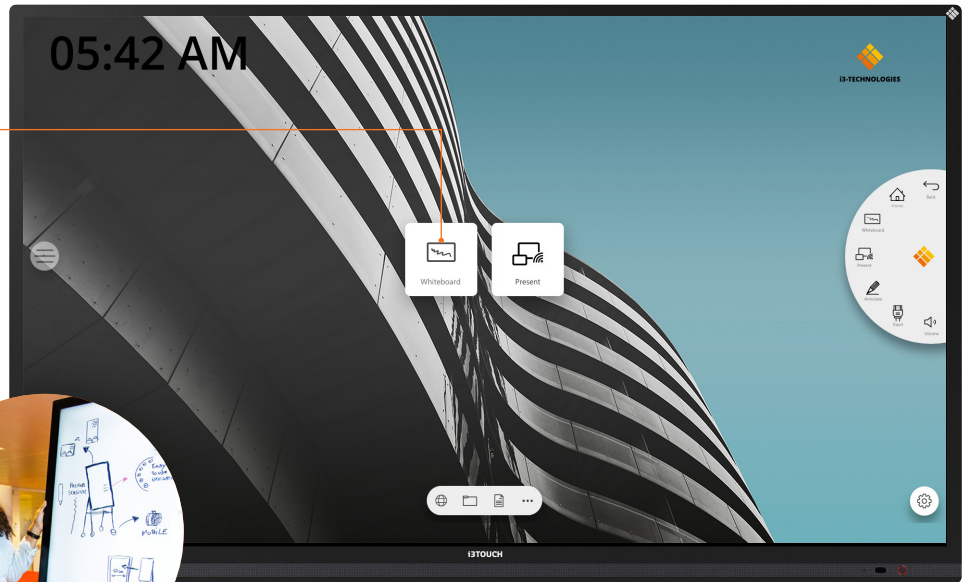 05:42 AM
i3-TECHNOLOGIES
Back
Home
Whiteboard
Present
Annotate
Input
Volume
Whiteboard
Present
MOBILE
i3TOUCH